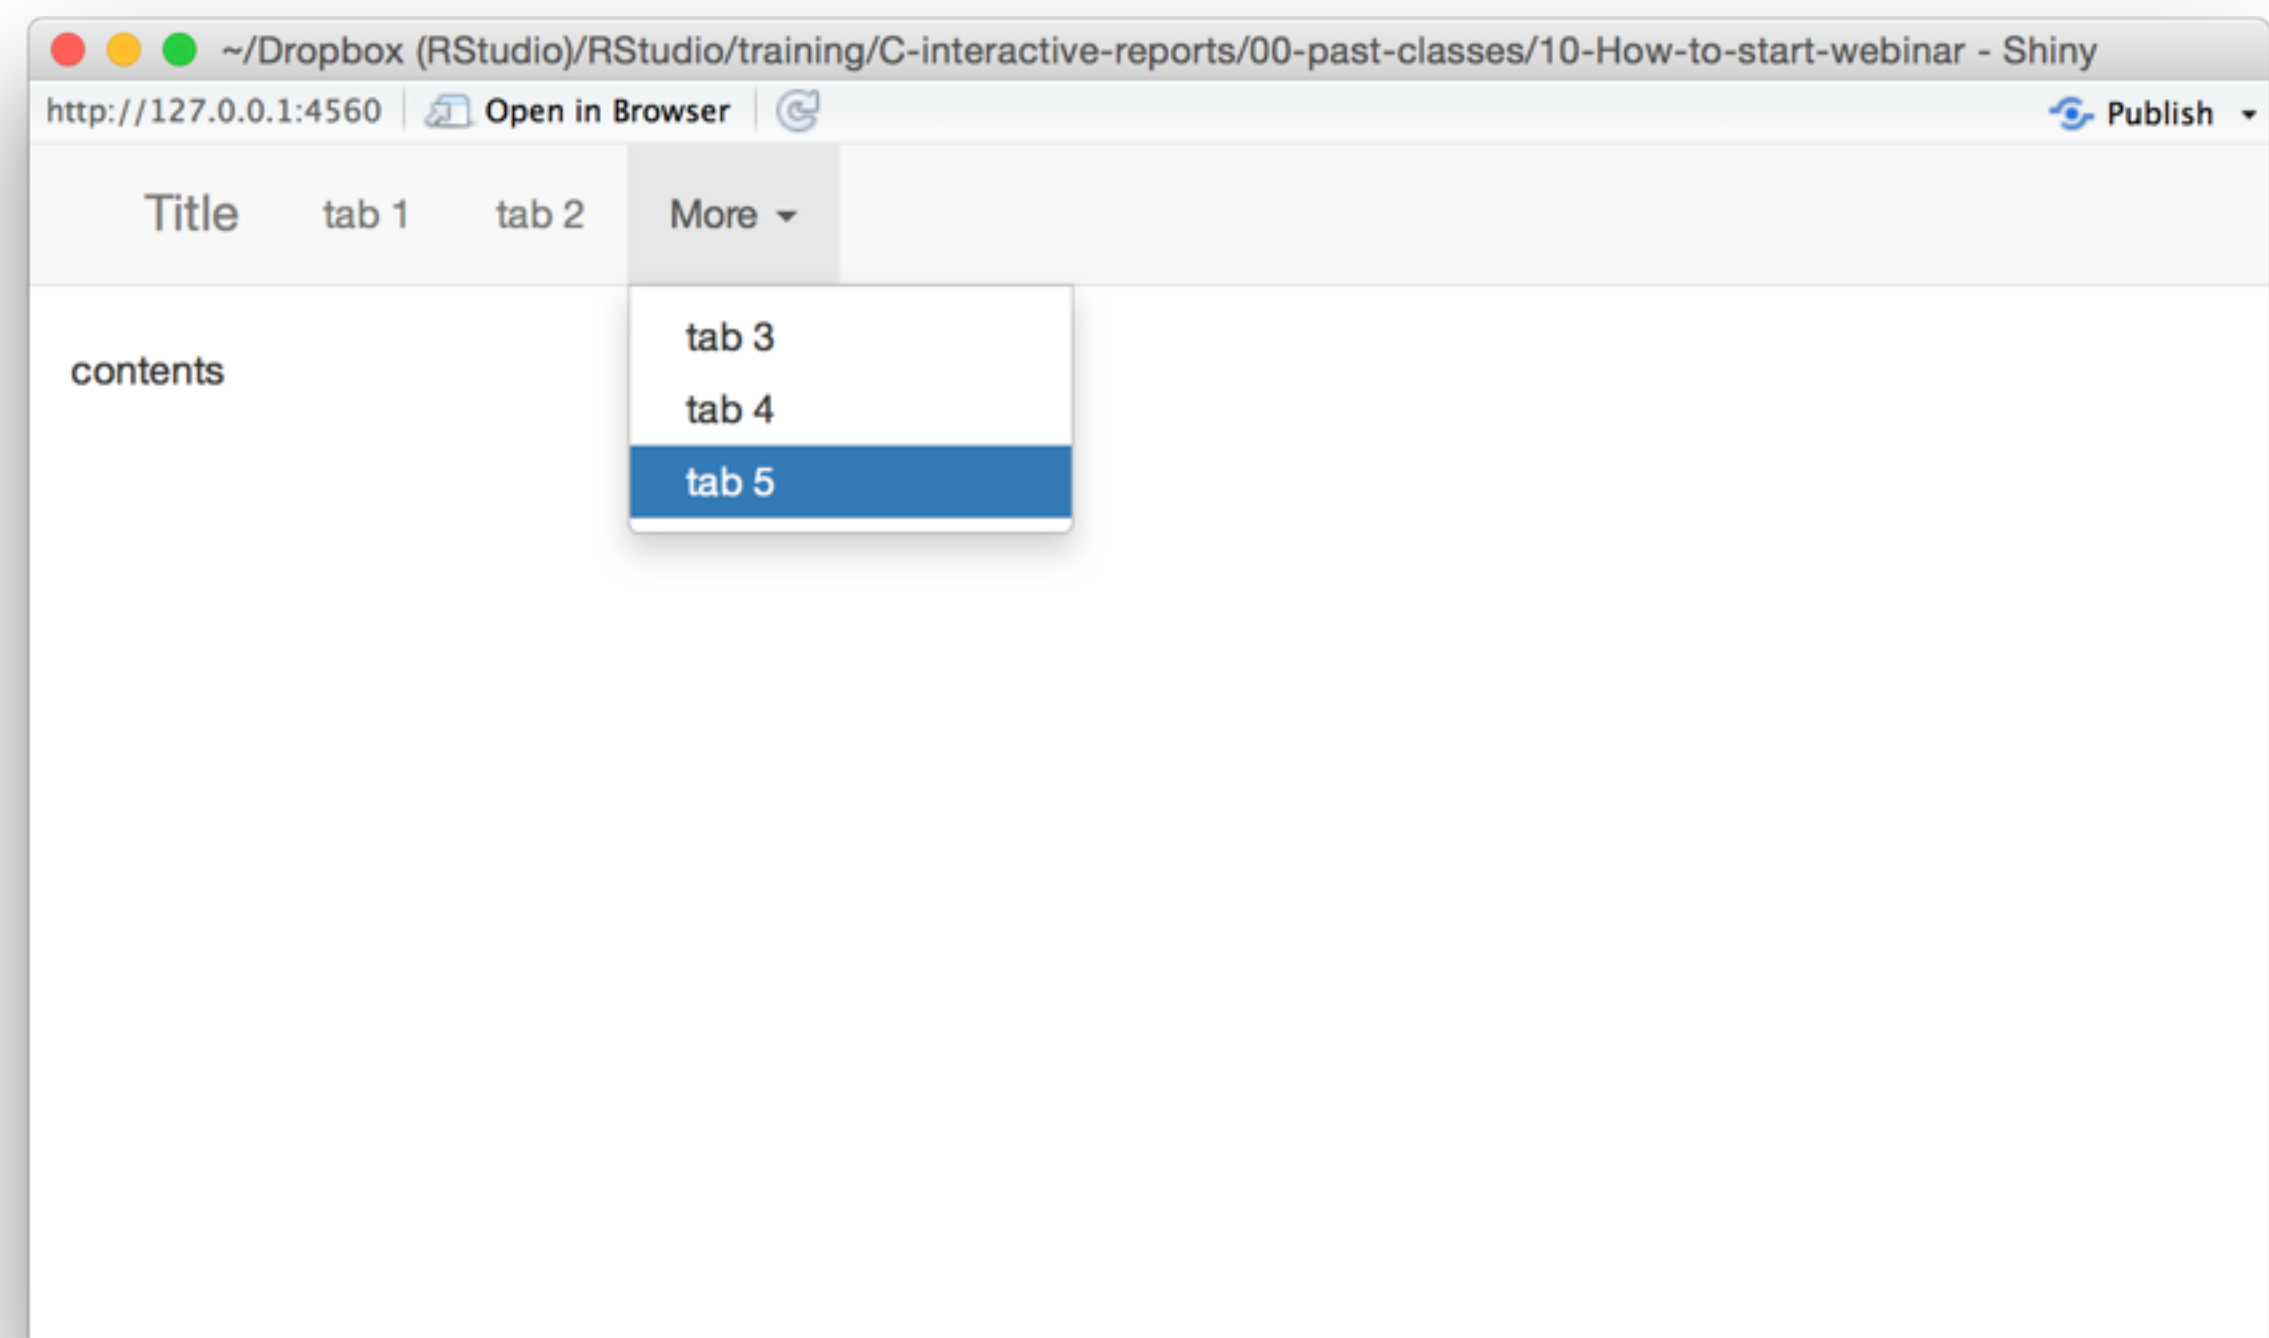 ~/Dropbox (RStudio)/RStudio/training/C-interactive-reports/00-past-classes/10-How-to-start-webinar - Shiny
http://127.0.0.1:4560 Open in Browser Publish
Title tab 1 tab 2 More
tab 3
contents
tab 4
tab 5